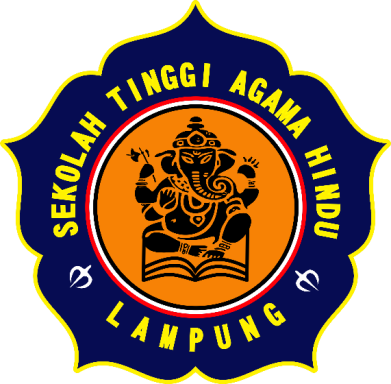 SEKOLAH TINGGI AGAMA HINDU
LAMPUNG